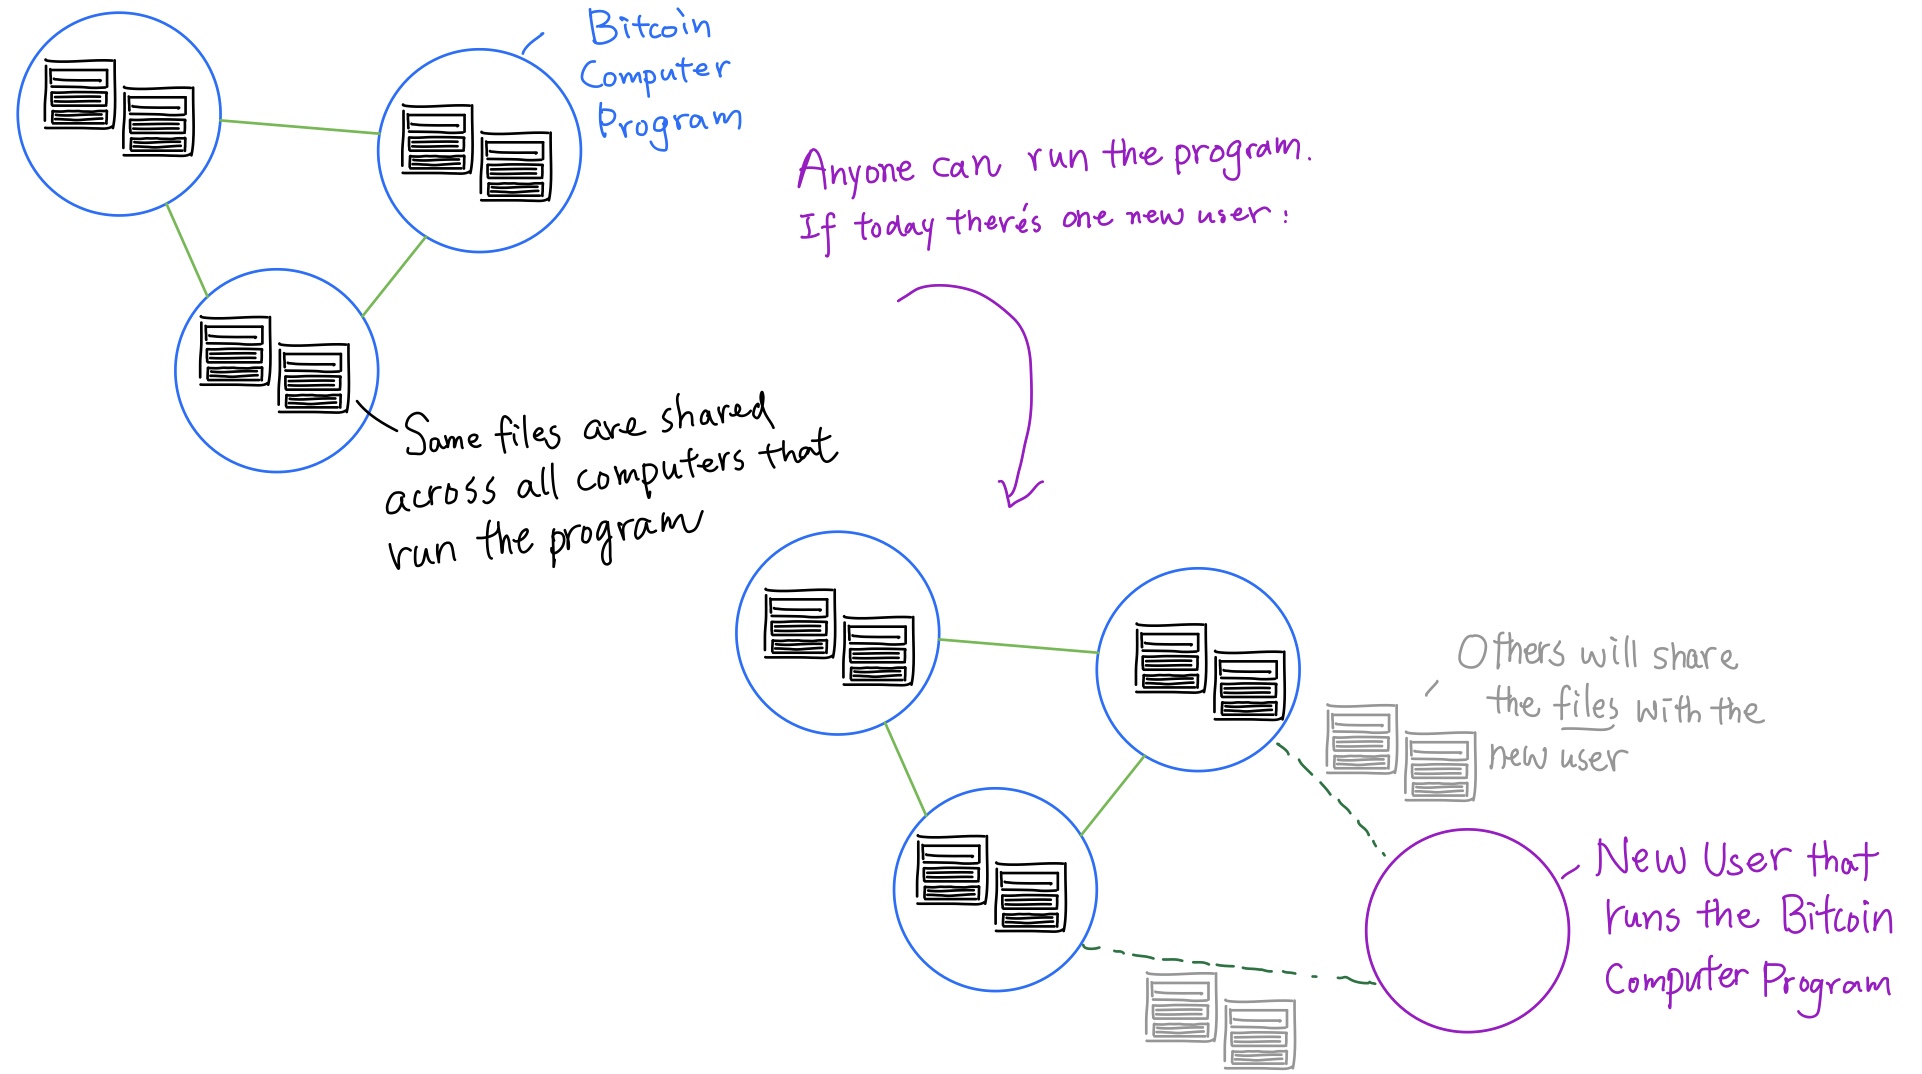 Bitcoin
Computer
Program
Anyone can run the program.
If today there's one new user:
Same files are shared
across all computers that
run the program
Others will share
the files with the
new user
New User that
runs the Bitcoin
Computer Program